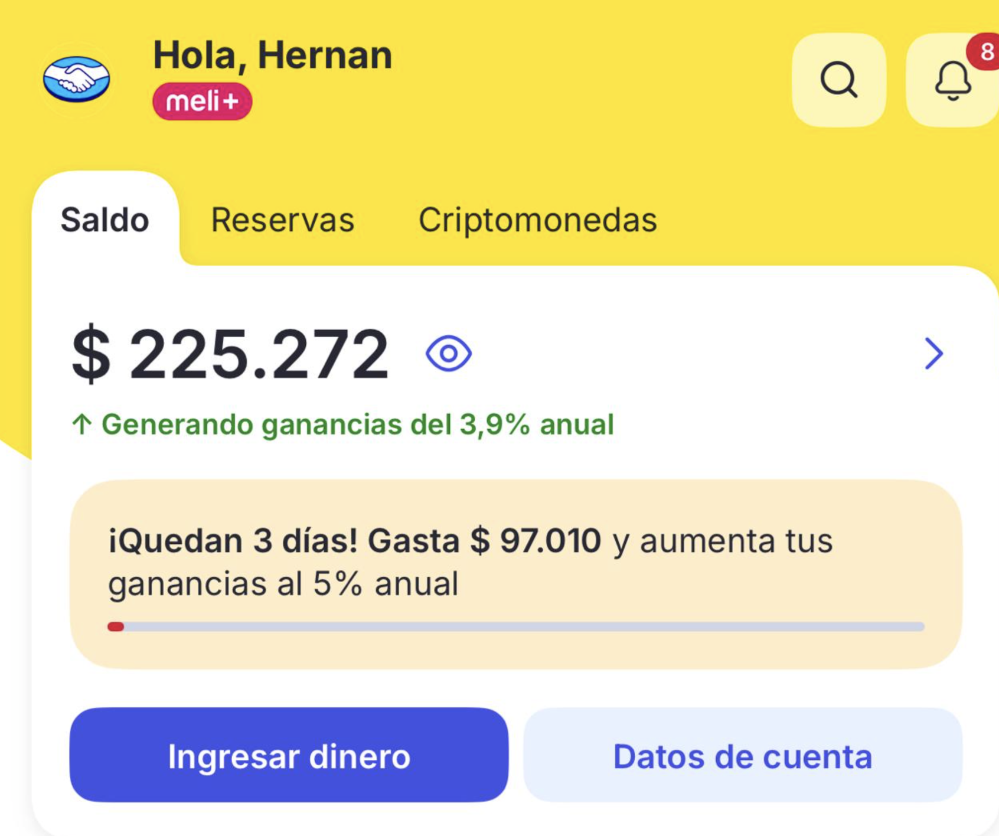 Hola, Hernan
meli+
8
Saldo
Reservas
Criptomonedas
$ 225.272
↑ Generando ganancias del 3,9% anual
¡Quedan 3 días! Gasta $ 97.010 y aumenta tus
ganancias al 5% anual
Ingresar dinero
Datos de cuenta